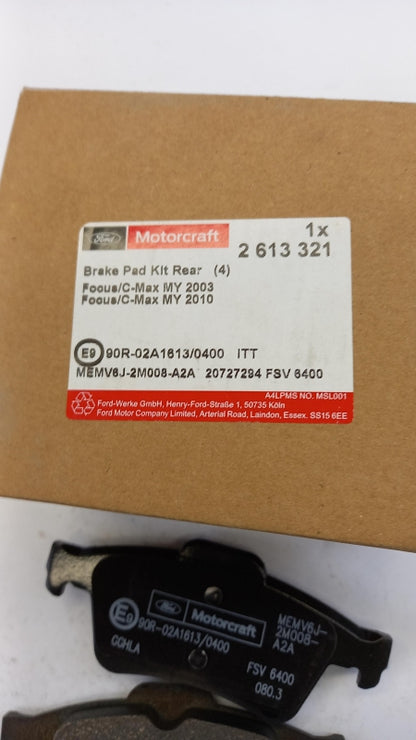 Ford Motorcraft 1x
2 613 321
Brake Pad Kit Rear (4)
Focus/C-Max MY 2003
Focus/C-Max MY 2010
E9 90R-02A1613/0400 ITT
MEMV6J-2M008-A2A 20727294 FSV 6400
A4LPMS NO. MSL001
Ford-Werke GmbH, Henry-Ford-Straße 1, 50735 Köln
Ford Motor Company Limited, Arterial Road, Laindon, Essex. SS15 6EE
Ford Motorcraft
MEMV6J-
2M008-
A2A
E9 90R-02A1613/0400
GGHLA
FSV 6400
080.3